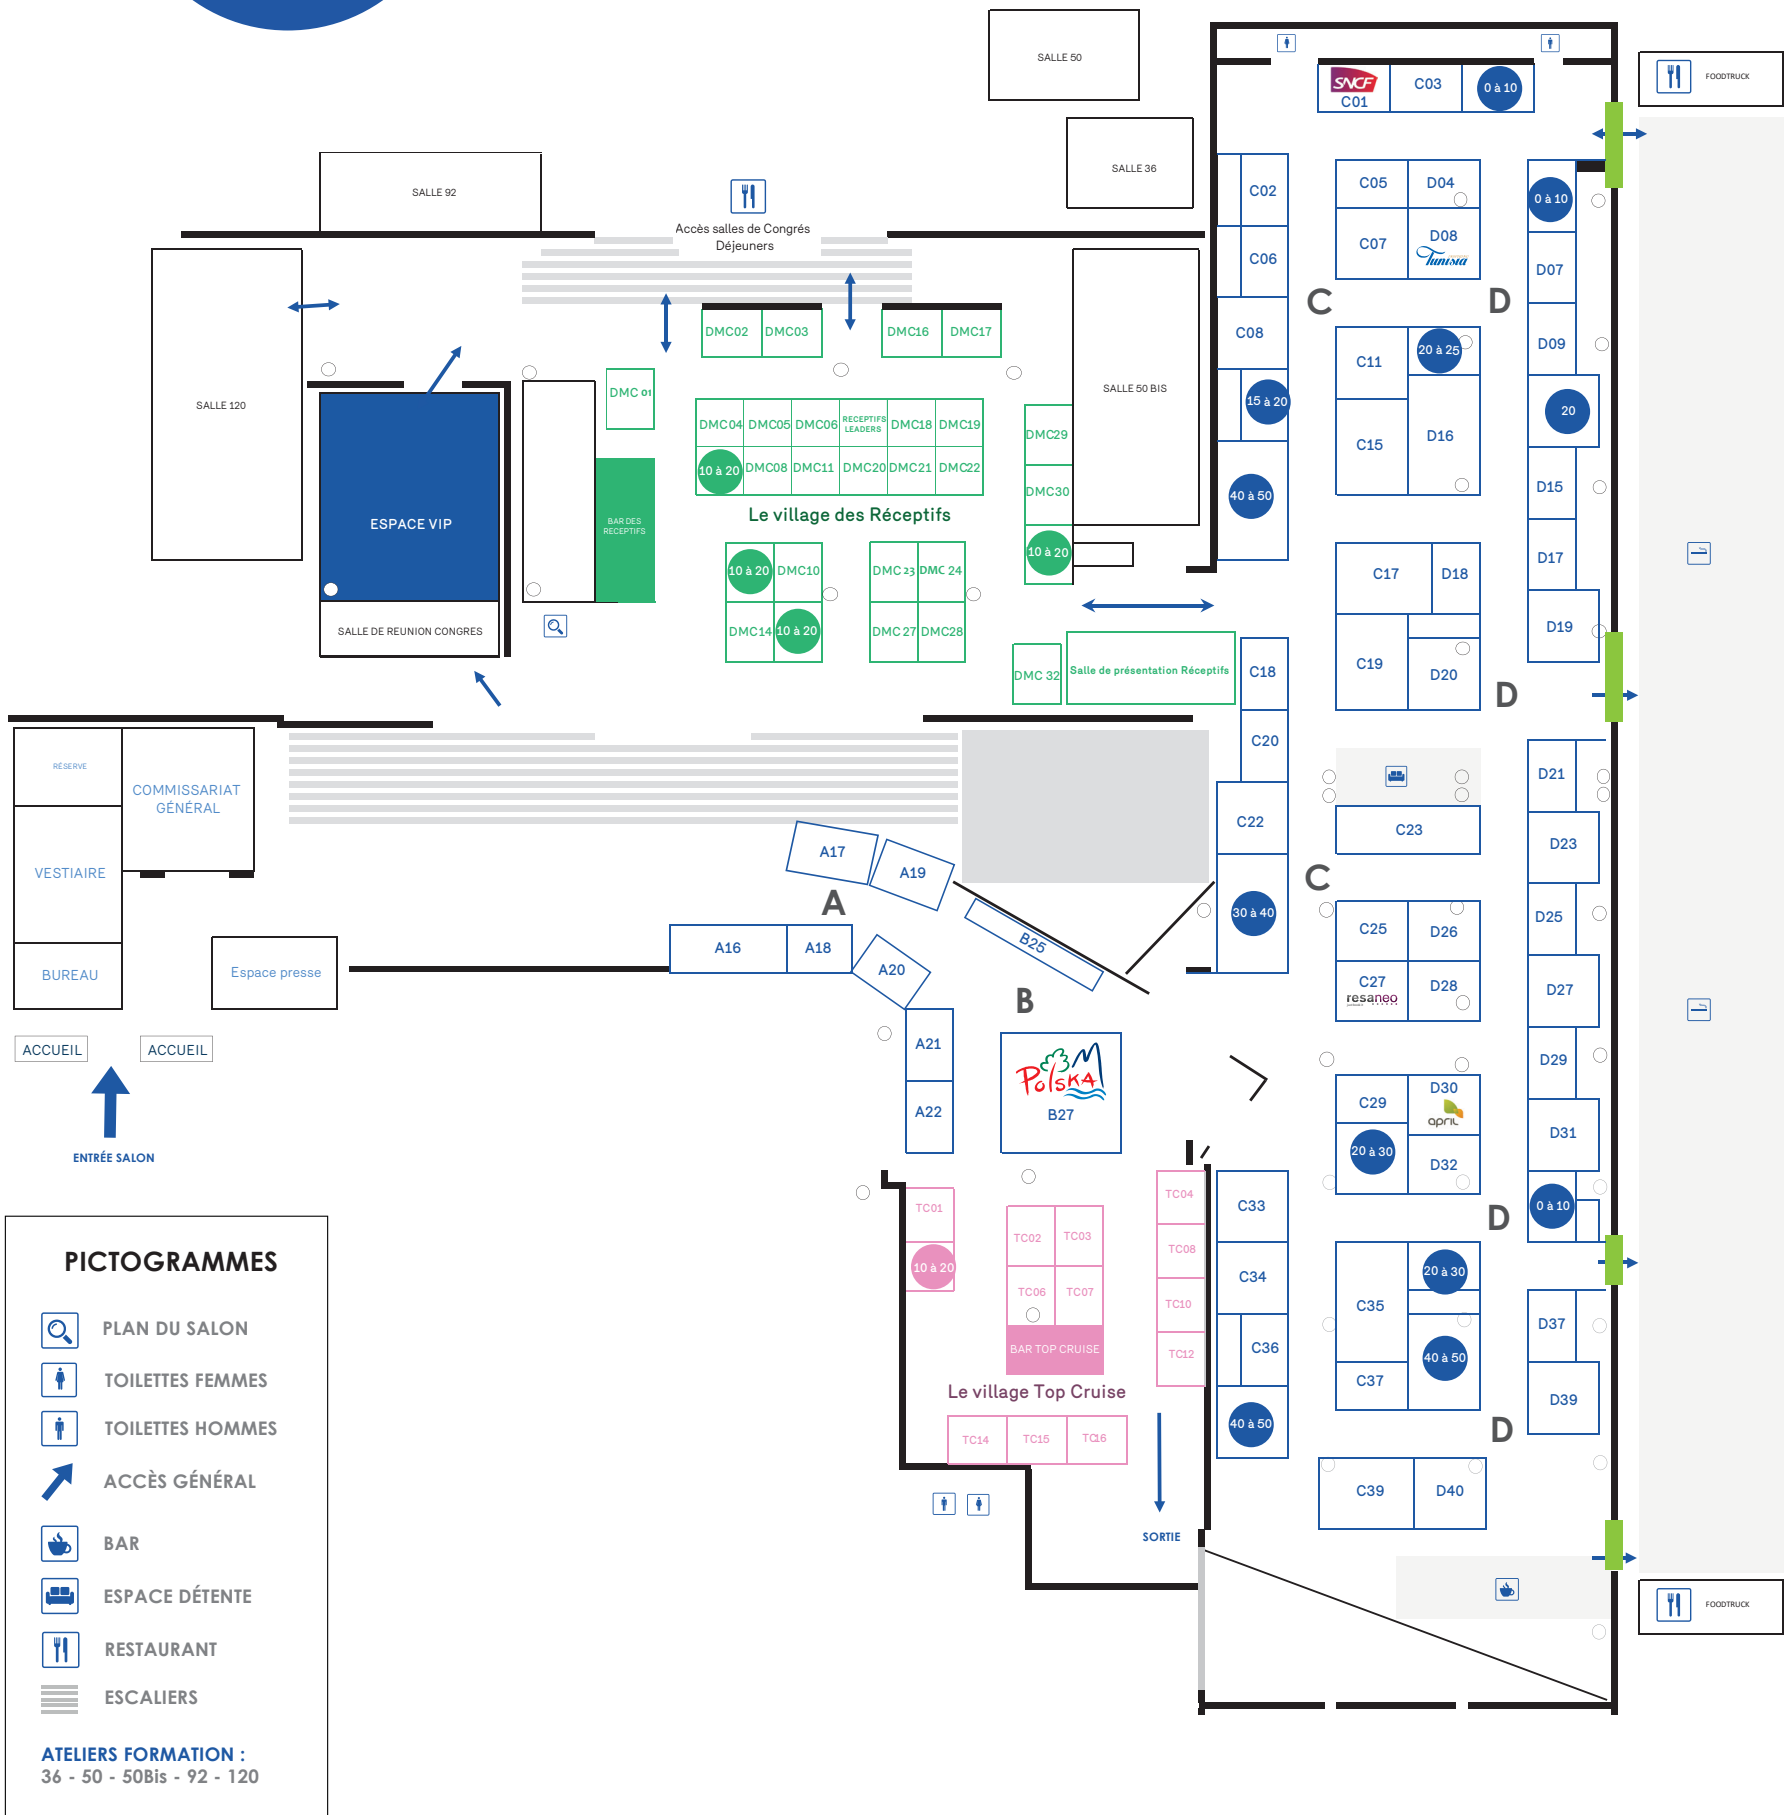 SALLE 50
FOODTRUCK
SNCF
C01
C03
0 à 10
SALLE 36
SALLE 92
Accès salles de Congrés
Déjeuners
C02
C05
D04
0 à 10
C06
C07
D08
Tunisia
D07
C
D
SALLE 120
DMC02
DMC03
DMC16
DMC17
C08
C11
20 à 25
D09
SALLE 50 BIS
DMC 01
15 à 20
20
DMC04
DMC05
DMC06
RECEPTIFS
LEADERS
DMC18
DMC19
DMC29
C15
D16
10 à 20
DMC08
DMC11
DMC20
DMC21
DMC22
DMC30
40 à 50
D15
ESPACE VIP
BAR DES
RECEPTIFS
Le village des Réceptifs
10 à 20
10 à 20
DMC10
DMC 23
DMC 24
C17
D18
D17
SALLE DE REUNION CONGRES
DMC14
10 à 20
DMC 27
DMC28
D19
DMC 32
Salle de présentation Réceptifs
C18
C19
D20
D
C20
RÉSERVE
COMMISSARIAT
GÉNÉRAL
D21
C22
C23
D23
VESTIAIRE
A17
A19
C
A
30 à 40
C25
D26
D25
A16
A18
A20
B25
BUREAU
Espace presse
C27
resaneo
D28
D27
B
ACCUEIL
ACCUEIL
A21
PolsKA
B27
D29
A22
C29
D30
april
D31
ENTRÉE SALON
20 à 30
D32
TC01
TC04
C33
0 à 10
D
TC02
TC03
TC08
10 à 20
C34
20 à 30
TC06
TC07
TC10
C35
D37
BAR TOP CRUISE
TC12
C36
40 à 50
C37
Le village Top Cruise
D39
40 à 50
D
TC14
TC15
TC16
C39
D40
SORTIE
FOODTRUCK
PICTOGRAMMES
PLAN DU SALON
TOILETTES FEMMES
TOILETTES HOMMES
ACCÈS GÉNÉRAL
BAR
ESPACE DÉTENTE
RESTAURANT
ESCALIERS
ATELIERS FORMATION :
36 - 50 - 50Bis - 92 - 120